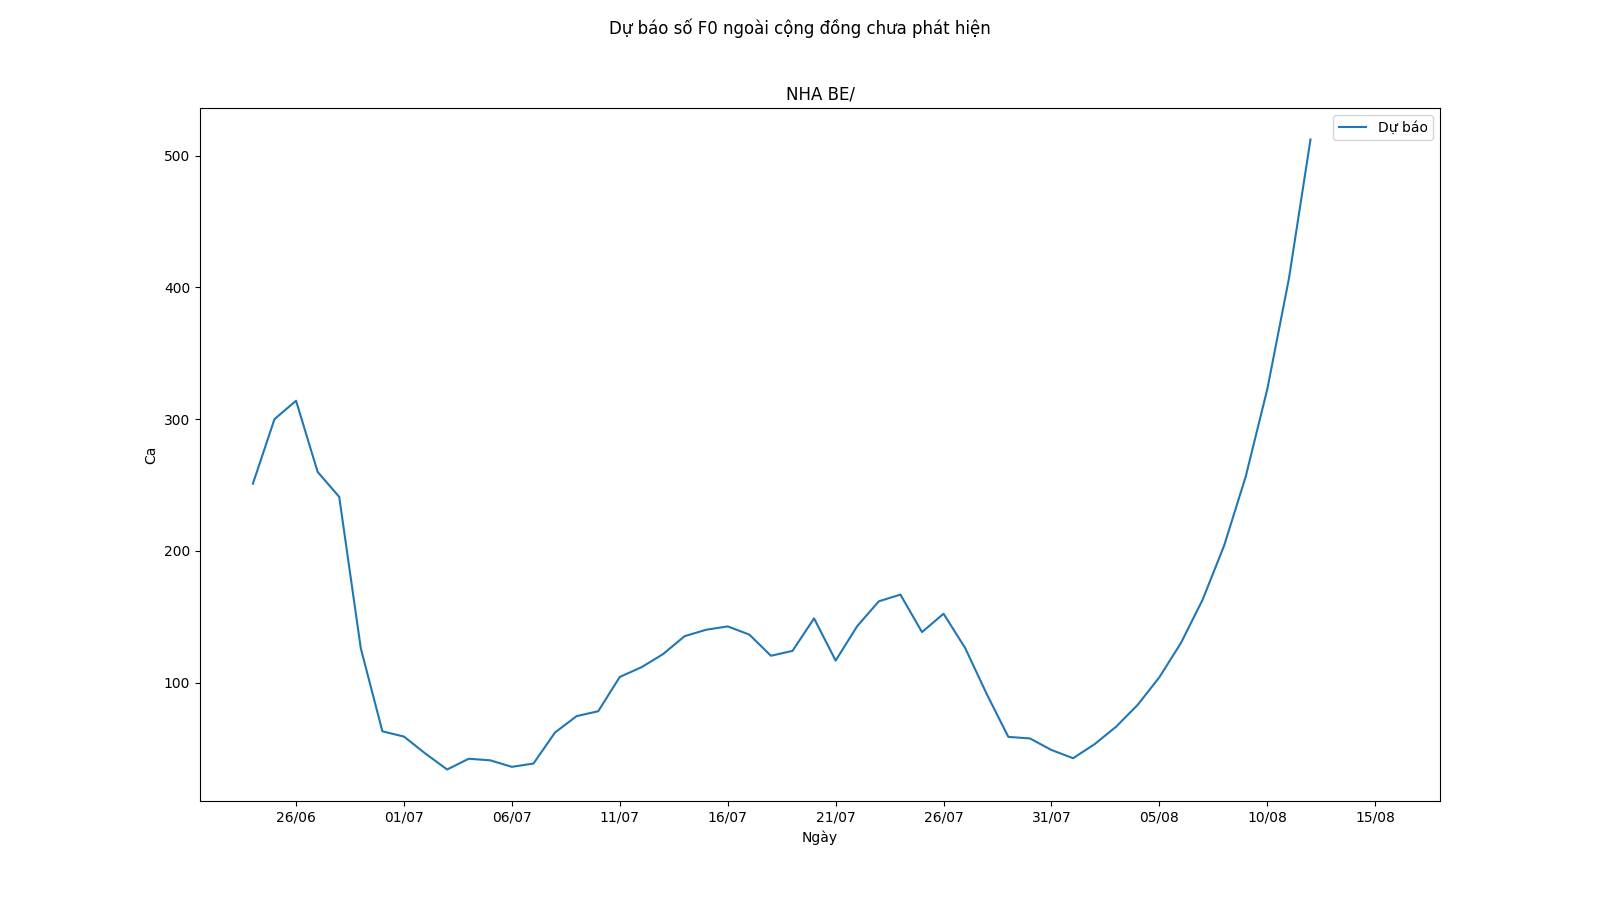 Dự báo số F0 ngoài cộng đồng chưa phát hiện
NHA BE/
Dự báo
500
400
300
200
100
Ca
26/06 01/07 06/07 11/07 16/07 21/07 26/07 31/07 05/08 10/08 15/08
Ngày